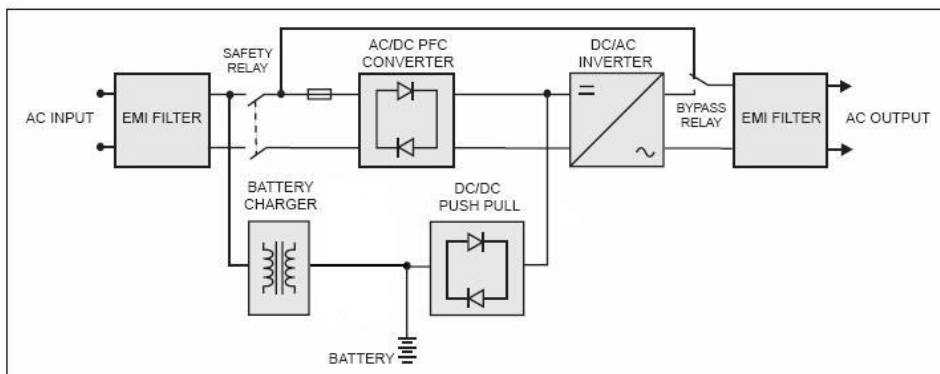 SAFETY
RELAY
AC/DC PFC
CONVERTER
DC/AC
INVERTER
AC INPUT
EMI FILTER
BYPASS
RELAY
EMI FILTER
AC OUTPUT
BATTERY
CHARGER
DC/DC
PUSH PULL
BATTERY